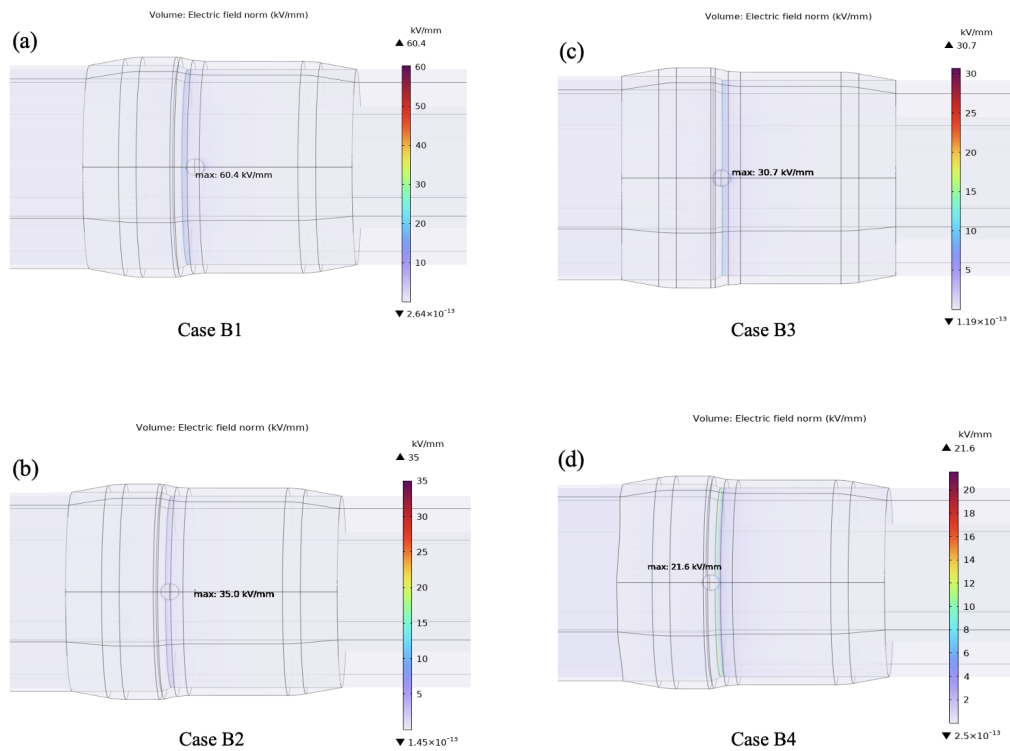 Volume: Electric field norm (kV/mm)
(a)
kV/mm
▲ 60.4
60
50
40
30
20
10
max: 60.4 kV/mm
▼ 2.64×10⁻¹³
Case B1
Volume: Electric field norm (kV/mm)
(c)
kV/mm
▲ 30.7
30
25
20
15
10
5
max: 30.7 kV/mm
▼ 1.19×10⁻¹³
Case B3
Volume: Electric field norm (kV/mm)
(b)
kV/mm
▲ 35
35
30
25
20
15
10
5
max: 35.0 kV/mm
▼ 1.45×10⁻¹³
Case B2
Volume: Electric field norm (kV/mm)
(d)
kV/mm
▲ 21.6
20
18
16
14
12
10
8
6
4
2
max: 21.6 kV/mm
▼ 2.5×10⁻¹³
Case B4